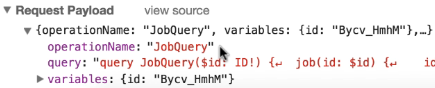 ▼ Request Payload view source
▼{operationName: "JobQuery", variables: {id: "Bycv_HmhM"},…}
operationName: "JobQuery"
query: "query JobQuery($id: ID!) {↵ job(id: $id) {↵ id
▶ variables: {id: "Bycv_HmhM"}